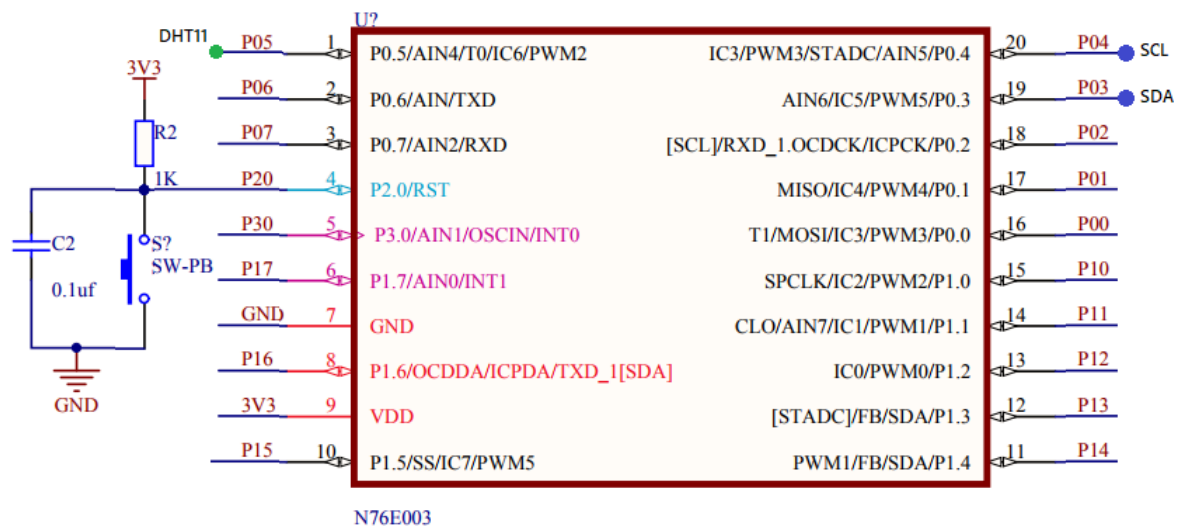 U?
DHT11 P05 1 P0.5/AIN4/T0/IC6/PWM2 IC3/PWM3/STADC/AIN5/P0.4 20 P04 SCL
3V3
P06 2 P0.6/AIN/TXD AIN6/IC5/PWM5/P0.3 19 P03 SDA
R2
P07 3 P0.7/AIN2/RXD [SCL]/RXD_1.OCDCK/ICPCK/P0.2 18 P02
1K
P20 4 P2.0/RST MISO/IC4/PWM4/P0.1 17 P01
P30 5 P3.0/AIN1/OSCIN/INT0 T1/MOSI/IC3/PWM3/P0.0 16 P00
C2
S?
SW-PB
P17 6 P1.7/AIN0/INT1 SPCLK/IC2/PWM2/P1.0 15 P10
0.1uf
GND 7 GND CLO/AIN7/IC1/PWM1/P1.1 14 P11
P16 8 P1.6/OCDDA/ICPDA/TXD_1[SDA] IC0/PWM0/P1.2 13 P12
GND
3V3 9 VDD [STADC]/FB/SDA/P1.3 12 P13
P15 10 P1.5/SS/IC7/PWM5 PWM1/FB/SDA/P1.4 11 P14
N76E003